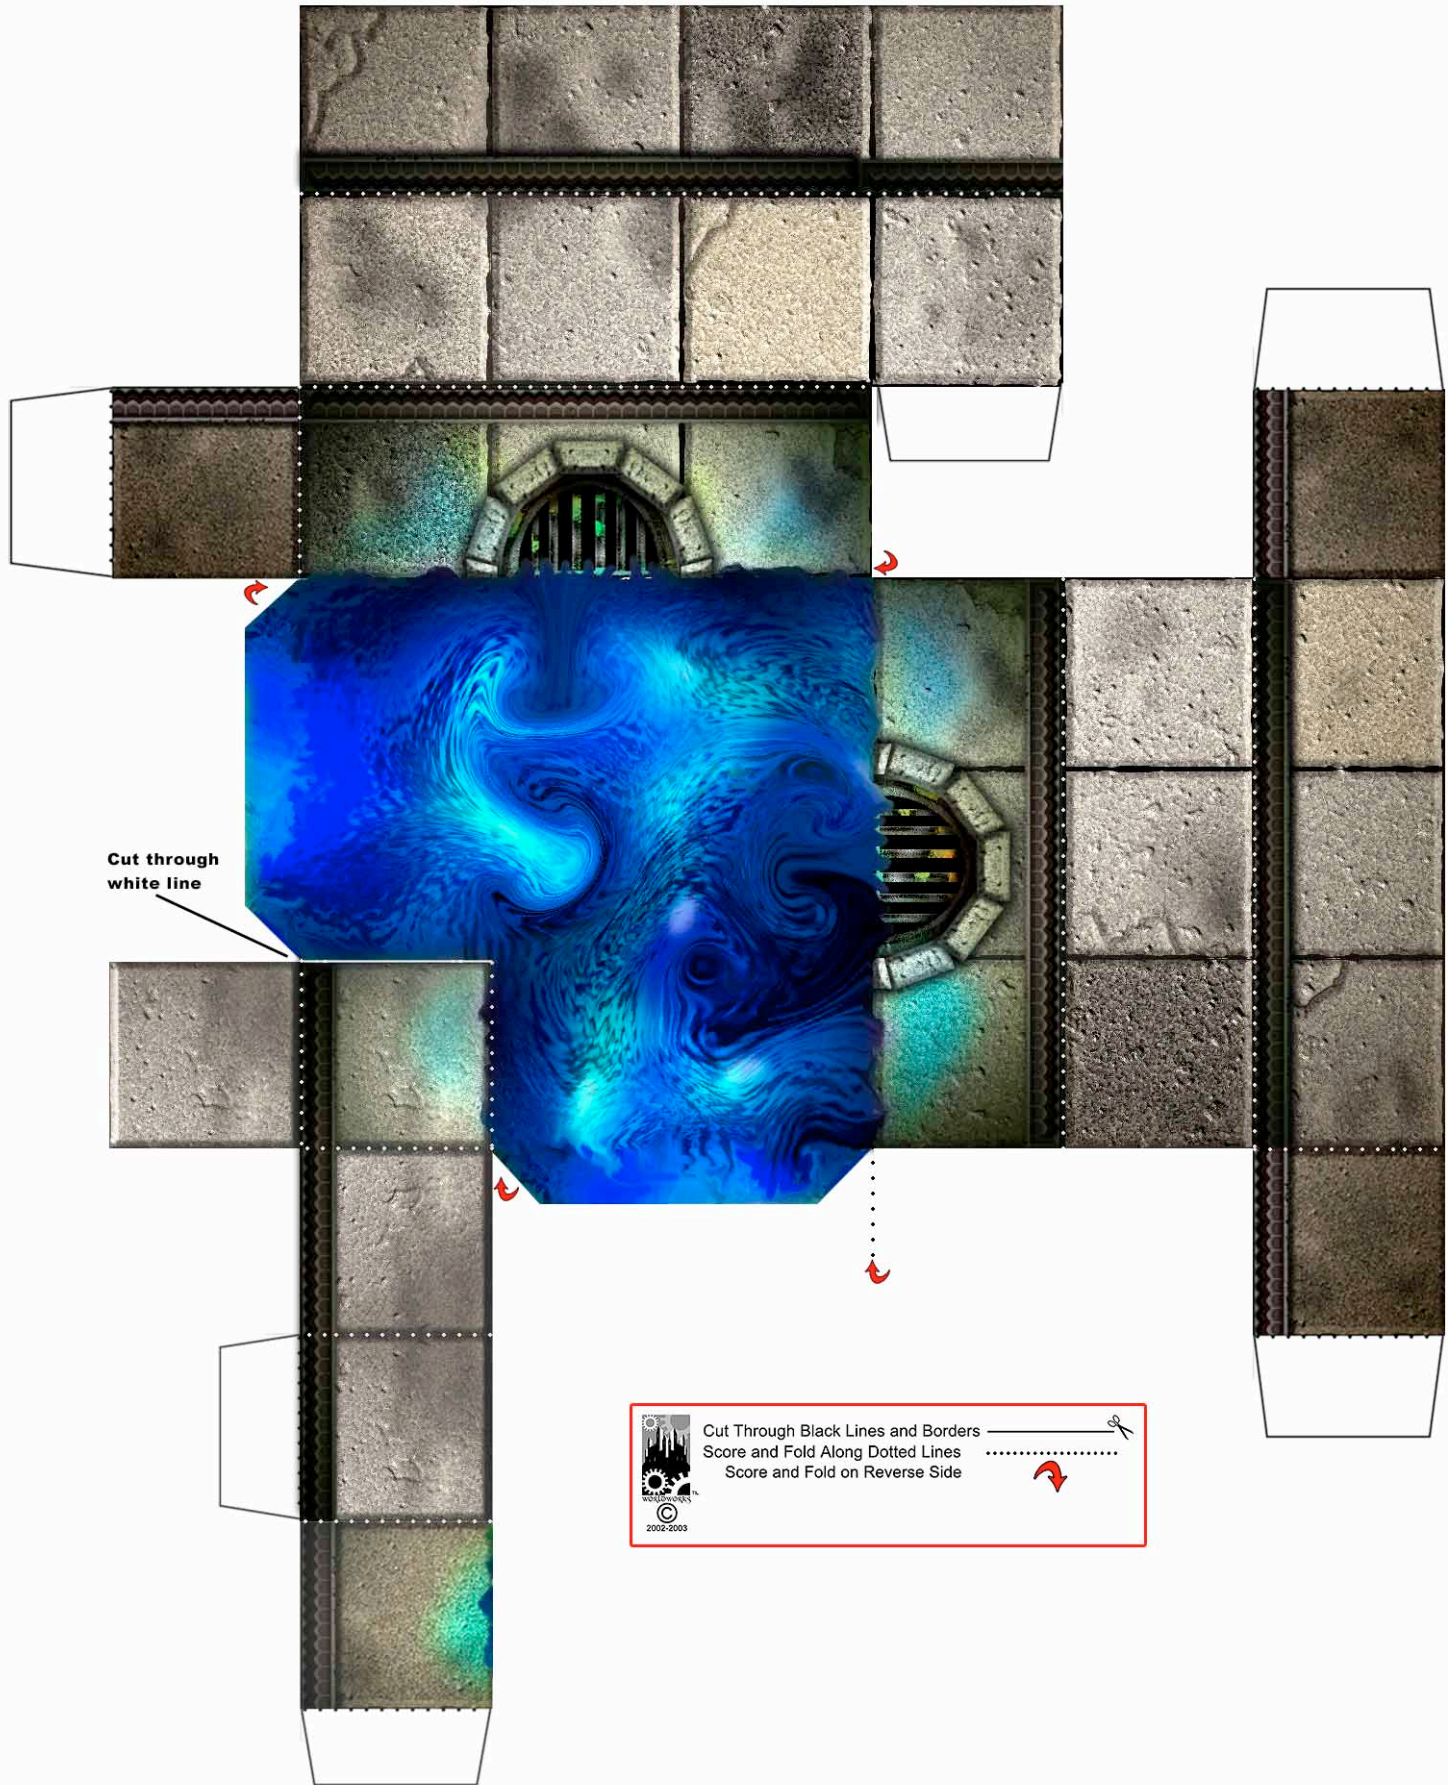 Cut through
white line
Cut Through Black Lines and Borders
Score and Fold Along Dotted Lines
Score and Fold on Reverse Side
WORLDWORKS ™
©
2002-2003